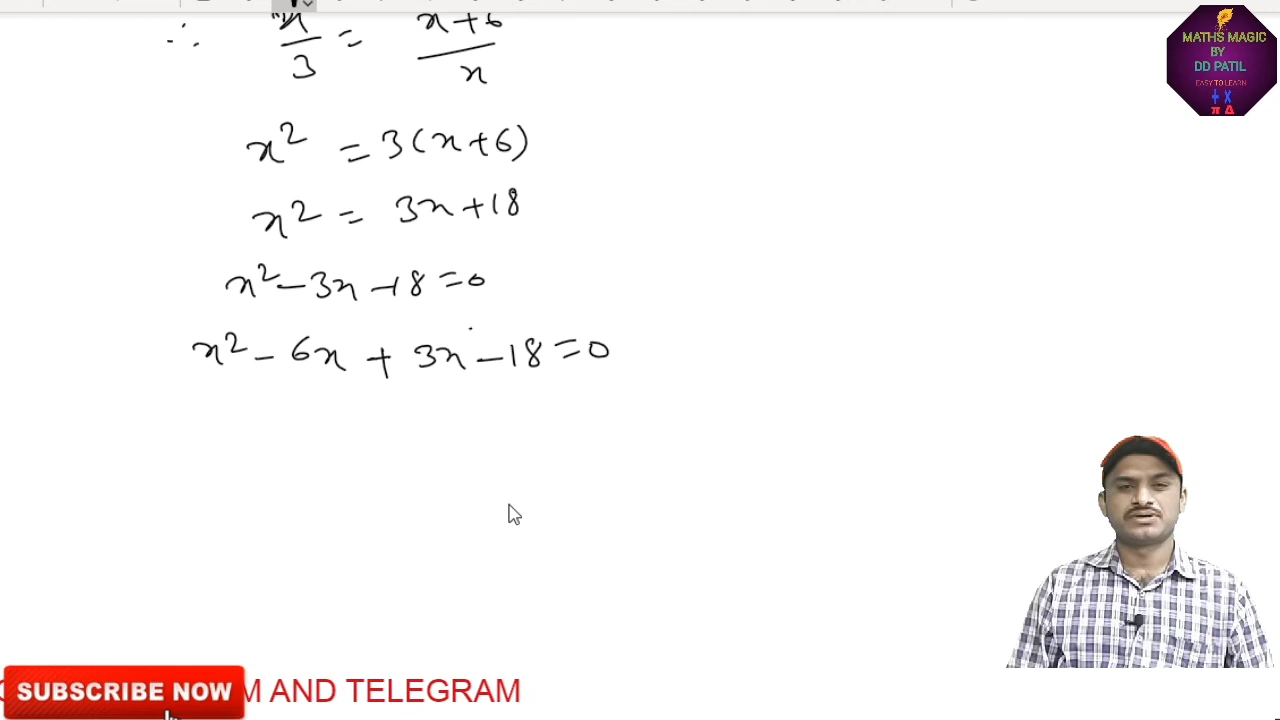 ∴ x/3 = x+6/x
x² = 3(x+6)
x² = 3x+18
x²-3x-18=0
x²-6x+3x-18=0
MATHS MAGIC
BY
DD PATIL
EASY TO LEARN
+ X
π Δ
SUBSCRIBE NOW
M AND TELEGRAM